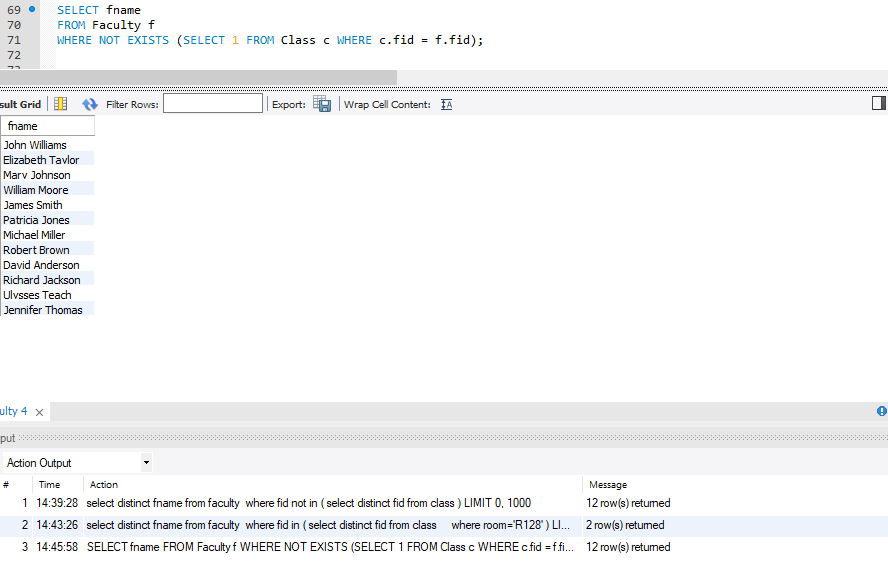 69 SELECT fname
70 FROM Faculty f
71 WHERE NOT EXISTS (SELECT 1 FROM Class c WHERE c.fid = f.fid);
72
sult Grid Filter Rows: Export: Wrap Cell Content: IA
fname
John Williams
Elizabeth Taylor
Mary Johnson
William Moore
James Smith
Patricia Jones
Michael Miller
Robert Brown
David Anderson
Richard Jackson
Ulysses Teach
Jennifer Thomas
ulty 4
put
Action Output
# Time Action Message
1 14:39:28 select distinct fname from faculty where fid not in ( select distinct fid from class ) LIMIT 0, 1000 12 row(s) returned
2 14:43:26 select distinct fname from faculty where fid in ( select distinct fid from class where room='R128' ) LI... 2 row(s) returned
3 14:45:58 SELECT fname FROM Faculty f WHERE NOT EXISTS (SELECT 1 FROM Class c WHERE c.fid = f.fi... 12 row(s) returned